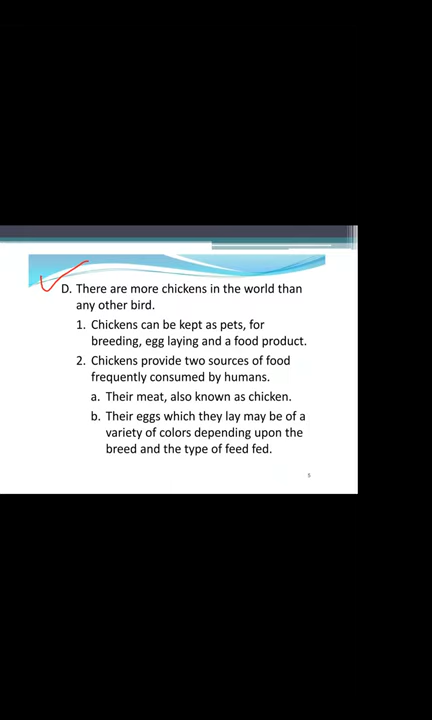 D. There are more chickens in the world than
any other bird.
1. Chickens can be kept as pets, for
breeding, egg laying and a food product.
2. Chickens provide two sources of food
frequently consumed by humans.
a. Their meat, also known as chicken.
b. Their eggs which they lay may be of a
variety of colors depending upon the
breed and the type of feed fed.
5